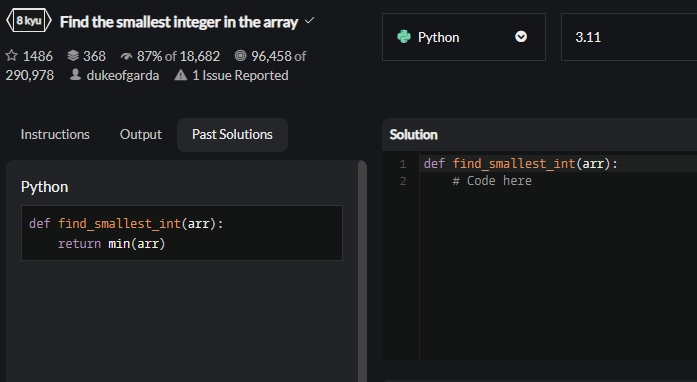 8 kyu Find the smallest integer in the array
1486 368 87% of 18,682 96,458 of
290,978 dukeofgarda 1 Issue Reported
Python
3.11
Instructions Output Past Solutions
Python
def find_smallest_int(arr):
    return min(arr)
Solution
1 def find_smallest_int(arr):
2     # Code here